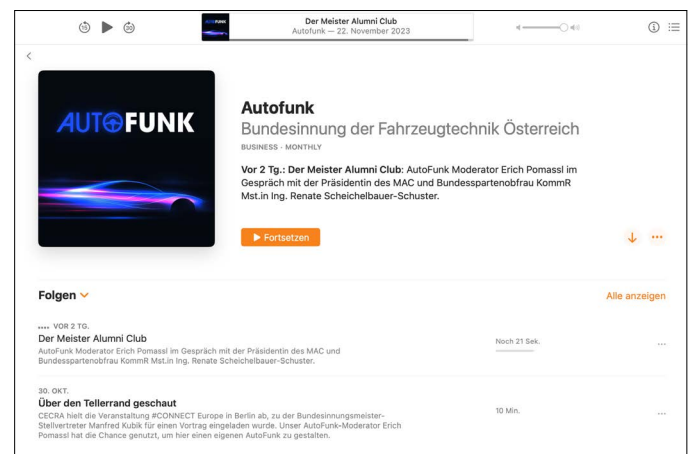 15
30
AUTOFUNK
Der Meister Alumni Club
Autofunk — 22. November 2023
AUTOFUNK
Autofunk
Bundesinnung der Fahrzeugtechnik Österreich
BUSINESS · MONTHLY
Vor 2 Tg.: Der Meister Alumni Club: AutoFunk Moderator Erich Pomassl im
Gespräch mit der Präsidentin des MAC und Bundesspartenobfrau KommR
Mst.in Ing. Renate Scheichelbauer-Schuster.
Fortsetzen
Folgen
Alle anzeigen
VOR 2 TG.
Der Meister Alumni Club
AutoFunk Moderator Erich Pomassl im Gespräch mit der Präsidentin des MAC und
Bundesspartenobfrau KommR Mst.in Ing. Renate Scheichelbauer-Schuster.
Noch 21 Sek.
30. OKT.
Über den Tellerrand geschaut
CECRA hielt die Veranstaltung #CONNECT Europe in Berlin ab, zu der Bundesinnungsmeister-
Stellvertreter Manfred Kubik für einen Vortrag eingeladen wurde. Unser AutoFunk-Moderator Erich
Pomassl hat die Chance genutzt, um hier einen eigenen AutoFunk zu gestalten.
10 Min.